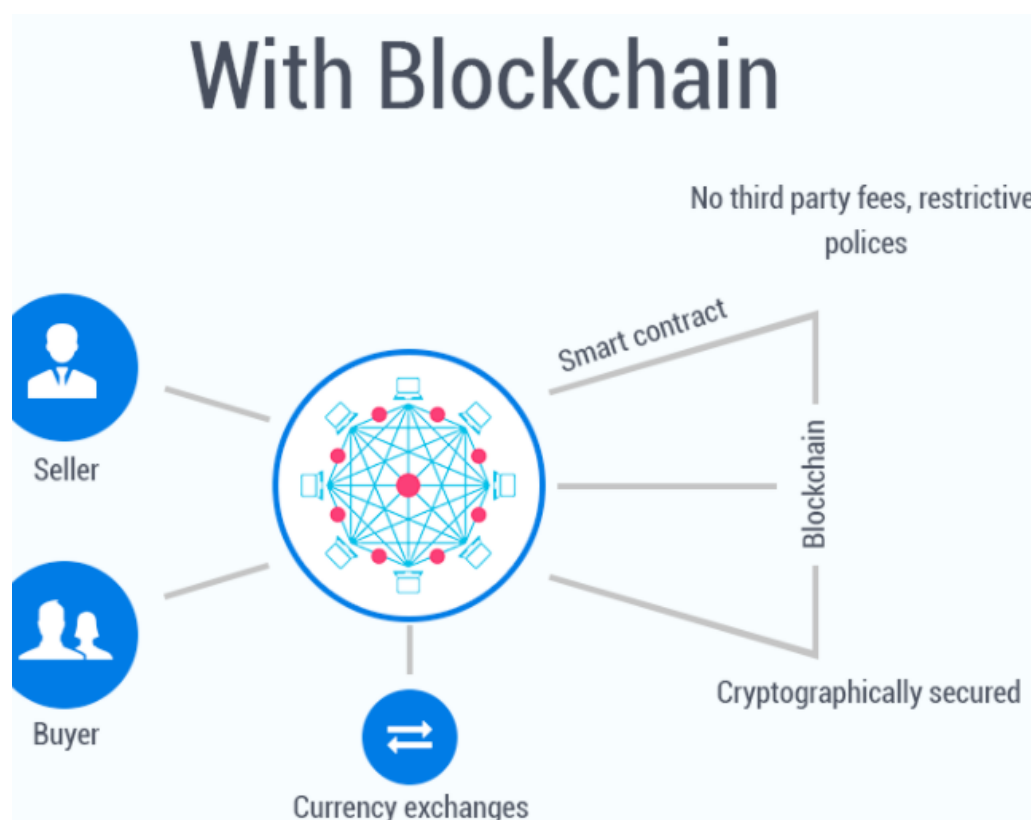 With Blockchain
No third party fees, restrictive
polices
Smart contract
Seller
Blockchain
Buyer
Cryptographically secured
Currency exchanges